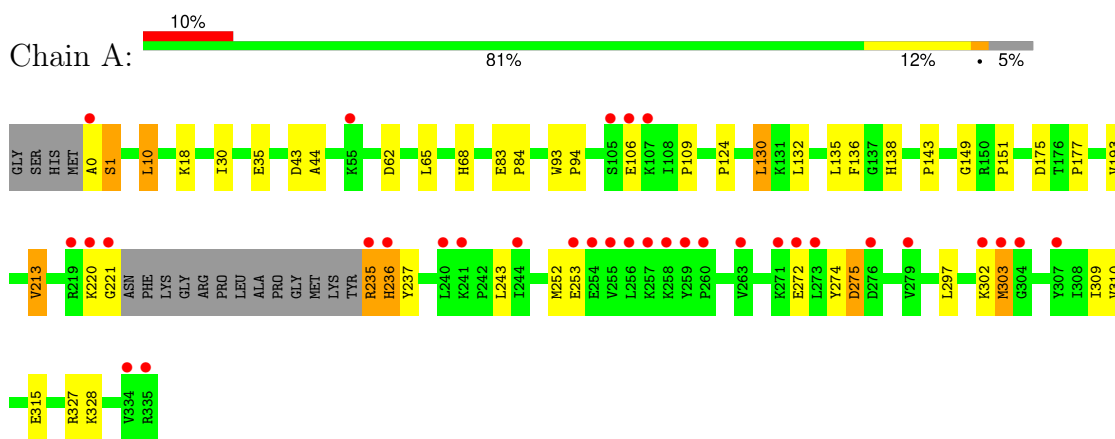 10%
Chain A:
81% 12% • 5%
GLY SER HIS MET A0 S1 L10 K18 I30 E35 D43 A44 K55 D62 L65 H68 E83 P84 W93 P94 S105 E106 K107 I108 P109 P124 L130 K131 L132 L135 F136 G137 H138 P143 G149 R150 P151 D175 T176 P177
V213 R219 K220 G221 ASN PHE LYS GLY ARG PRO LEU ALA PRO GLY MET LYS TYR R235 H236 Y237 L240 K241 P242 L243 I244 M252 E253 E254 V255 L256 K257 K258 Y259 P260 V263 K271 E272 L273 Y274 D275 D276 V279 L297 K302 M303 G304 Y307 I308 I309
E315 R327 K328 V334 R335